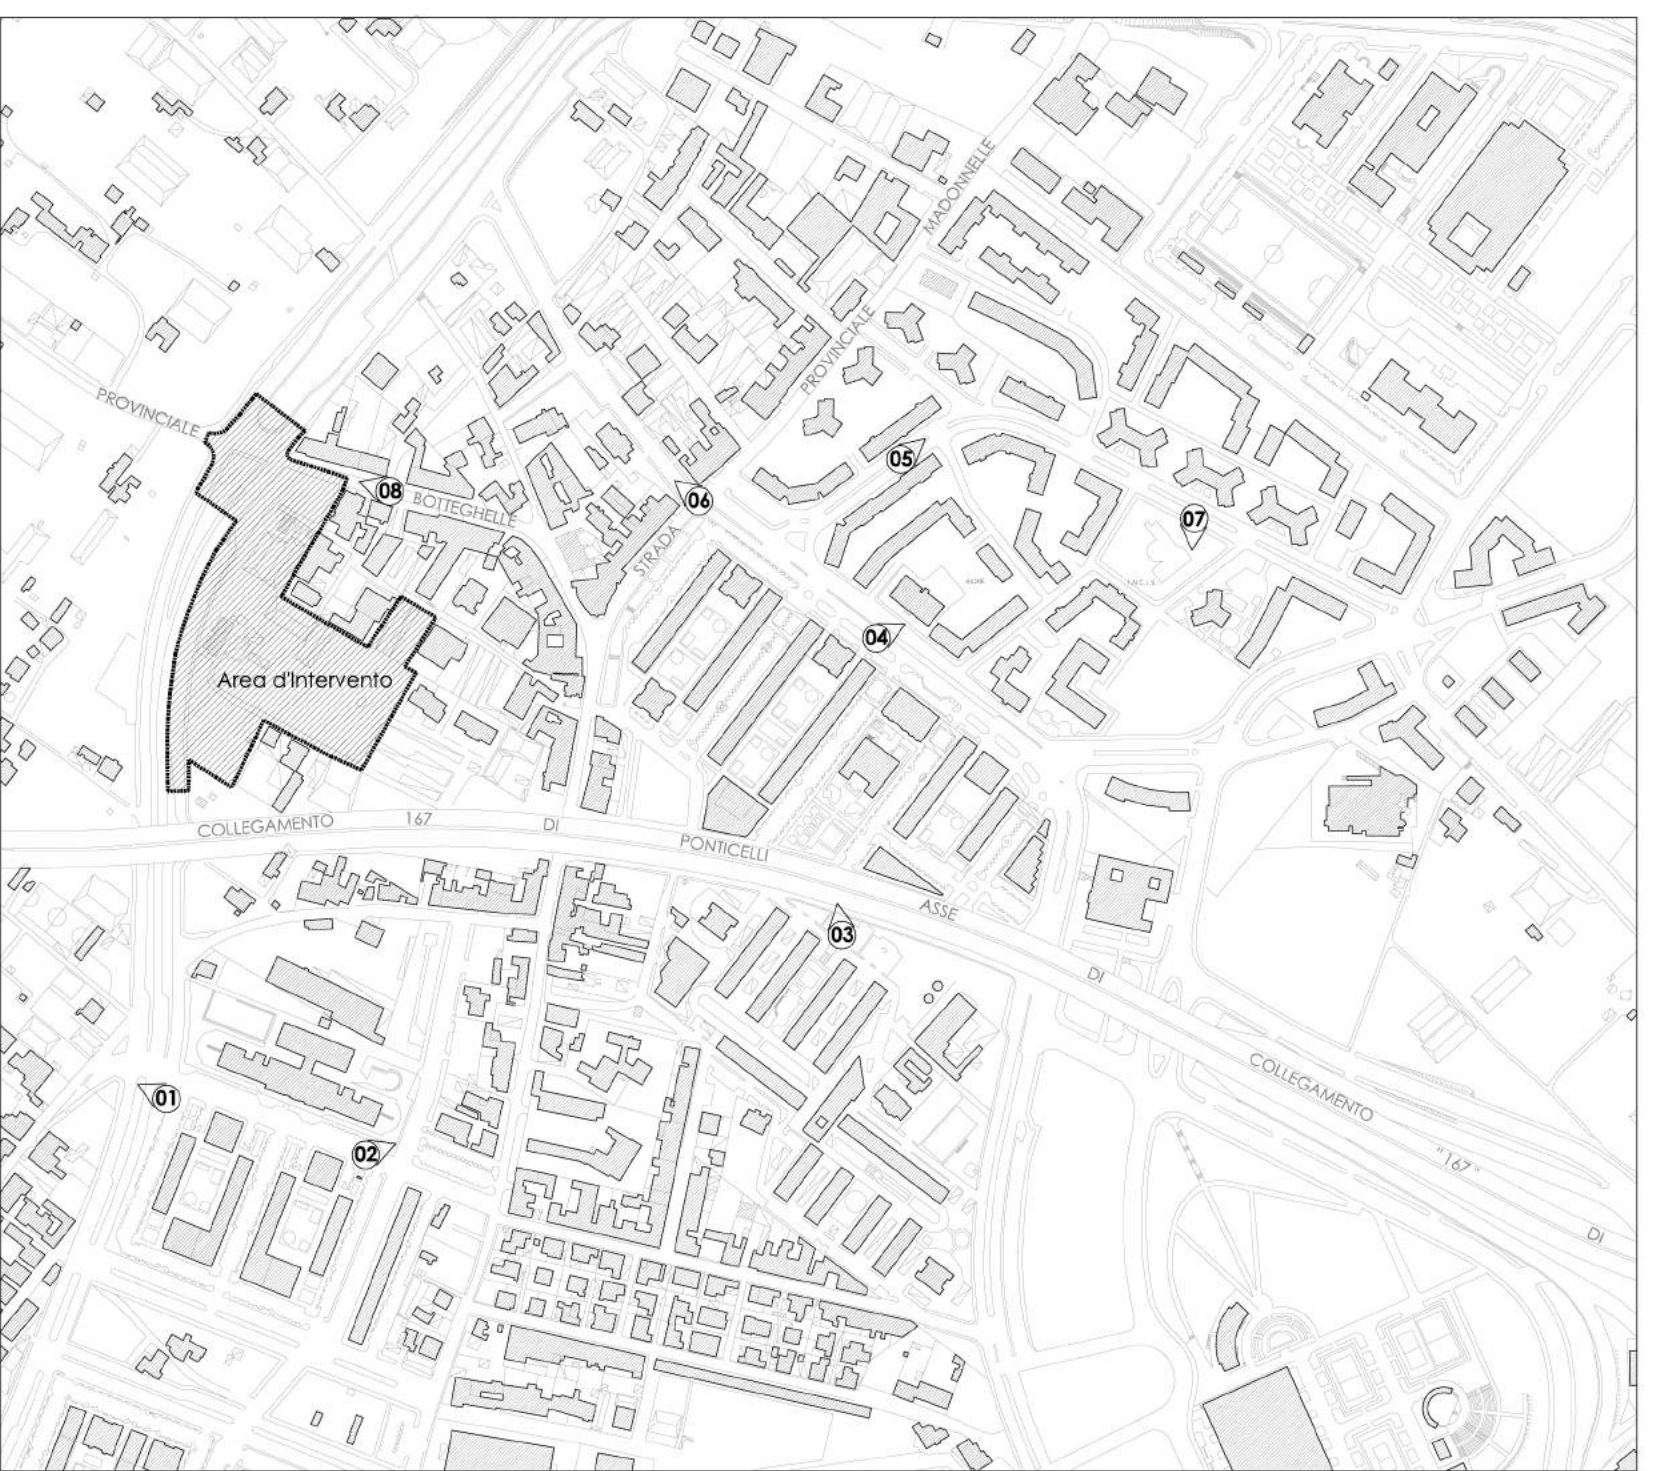 MADONNELLE
PROVINCIALE
PROVINCIALE
05
08
BOTTEGHELLE
06
STRADA
07
04
Area d'Intervento
COLLEGAMENTO 167 DI PONTICELLI
ASSE
03
DI
COLLEGAMENTO
"167"
DI
01
02